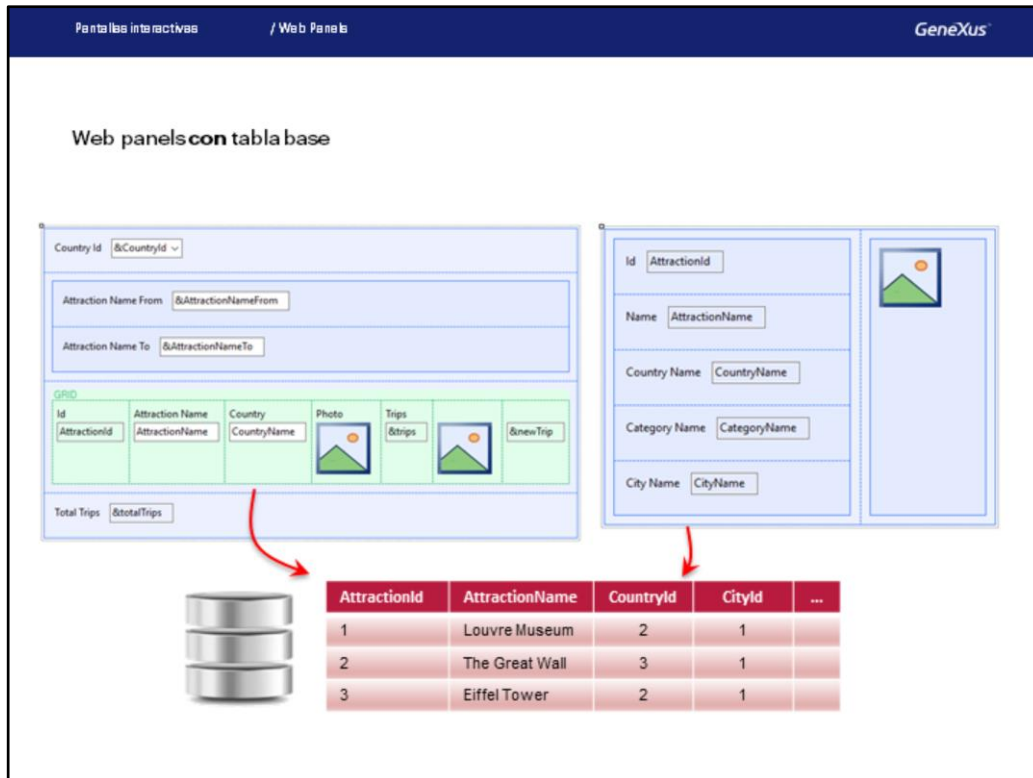 Pantallas interactivas / Web Panels GeneXus™
Web panels con tabla base
Country Id &CountryId
Attraction Name From &AttractionNameFrom
Attraction Name To &AttractionNameTo
GRID
Id Attraction Name Country Photo Trips
AttractionId AttractionName CountryName &trips &newTrip
Total Trips &totalTrips
Id AttractionId
Name AttractionName
Country Name CountryName
Category Name CategoryName
City Name CityName
AttractionId AttractionName CountryId CityId ...
1 Louvre Museum 2 1
2 The Great Wall 3 1
3 Eiffel Tower 2 1